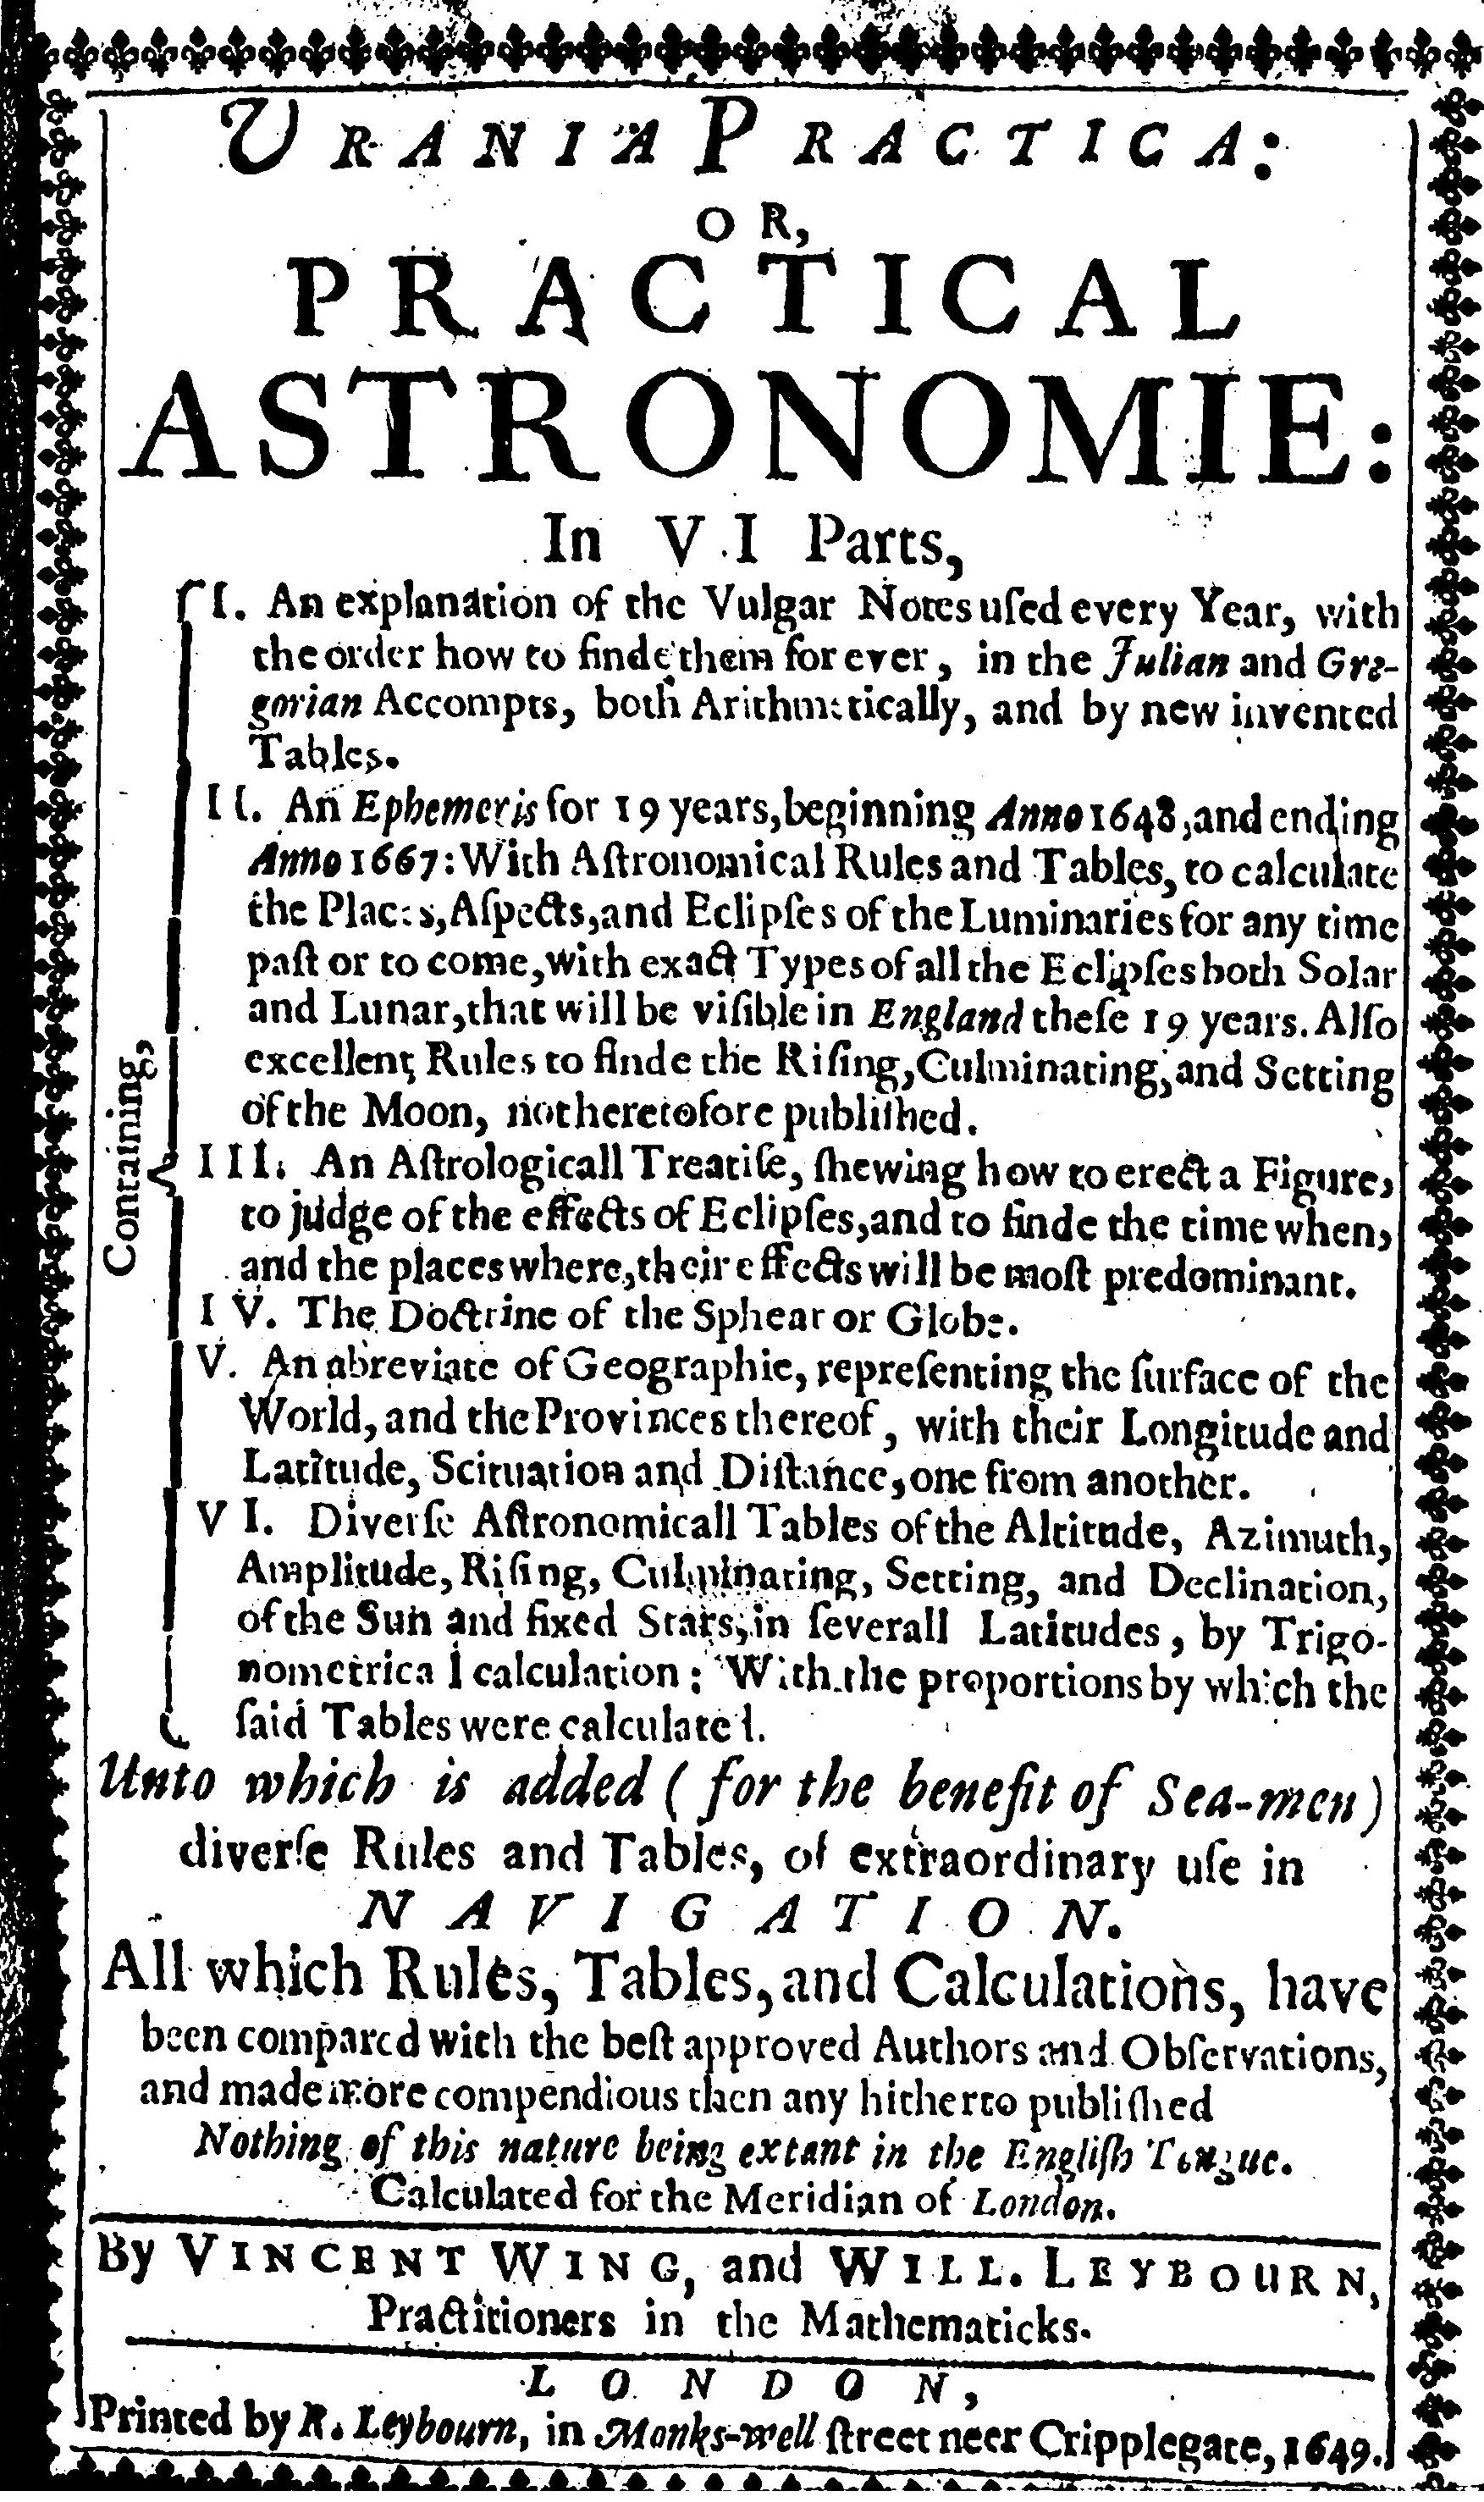 URANIA PRACTICA:
OR,
PRACTICAL
ASTRONOMIE:
In VI Parts,
Containing,
I. An explanation of the Vulgar Notes uſed every Year, with
the order how to finde them for ever, in the Julian and Gre-
gorian Accompts, both Arithmetically, and by new invented
Tables.
II. An Ephemeris for 19 years, beginning Anno 1648, and ending
Anno 1667: With Aſtronomical Rules and Tables, to calculate
the Places, Aſpects, and Eclipſes of the Luminaries for any time
paſt or to come, with exact Types of all the Eclipſes both Solar
and Lunar, that will be viſible in England theſe 19 years. Alſo
excellent Rules to finde the Riſing, Culminating, and Setting
of the Moon, not heretofore publiſhed.
III. An Aſtrologicall Treatiſe, ſhewing how to erect a Figure,
to judge of the effects of Eclipſes, and to finde the time when,
and the places where, their effects will be moſt predominant.
IV. The Doctrine of the Sphear or Globe.
V. An abreviate of Geographie, repreſenting the ſurface of the
World, and the Provinces thereof, with their Longitude and
Latitude, Scituation and Diſtance, one from another.
VI. Diverſe Aſtronomicall Tables of the Altitude, Azimuth,
Amplitude, Riſing, Culminating, Setting, and Declination,
of the Sun and fixed Stars, in ſeverall Latitudes, by Trigo-
nometrical calculation: With the proportions by which the
ſaid Tables were calculated.
Unto which is added (for the benefit of Sea-men)
diverſe Rules and Tables, of extraordinary uſe in
NAVIGATION.
All which Rules, Tables, and Calculations, have
been compared with the beſt approved Authors and Obſervations,
and made more compendious then any hitherto publiſhed
Nothing of this nature being extant in the Engliſh Tongue.
Calculated for the Meridian of London.
By VINCENT WING, and WILL. LEYBOURN,
Practitioners in the Mathematicks.
LONDON,
Printed by R. Leybourn, in Monks-well ſtreet neer Cripplegate, 1649.